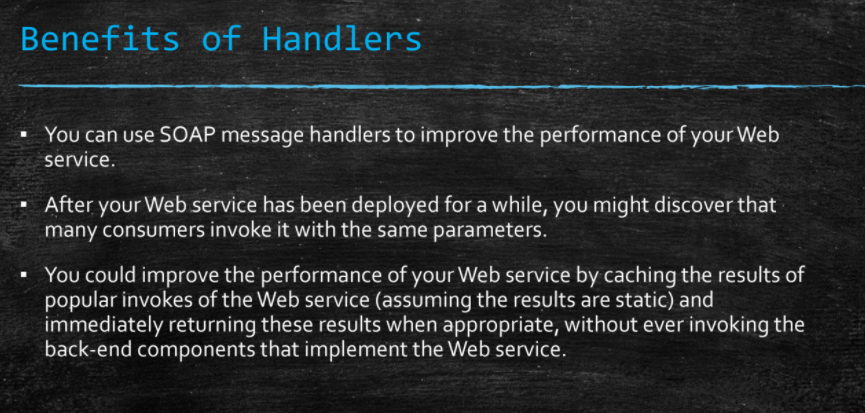 Benefits of Handlers
▪ You can use SOAP message handlers to improve the performance of your Web
service.
▪ After your Web service has been deployed for a while, you might discover that
many consumers invoke it with the same parameters.
▪ You could improve the performance of your Web service by caching the results of
popular invokes of the Web service (assuming the results are static) and
immediately returning these results when appropriate, without ever invoking the
back-end components that implement the Web service.